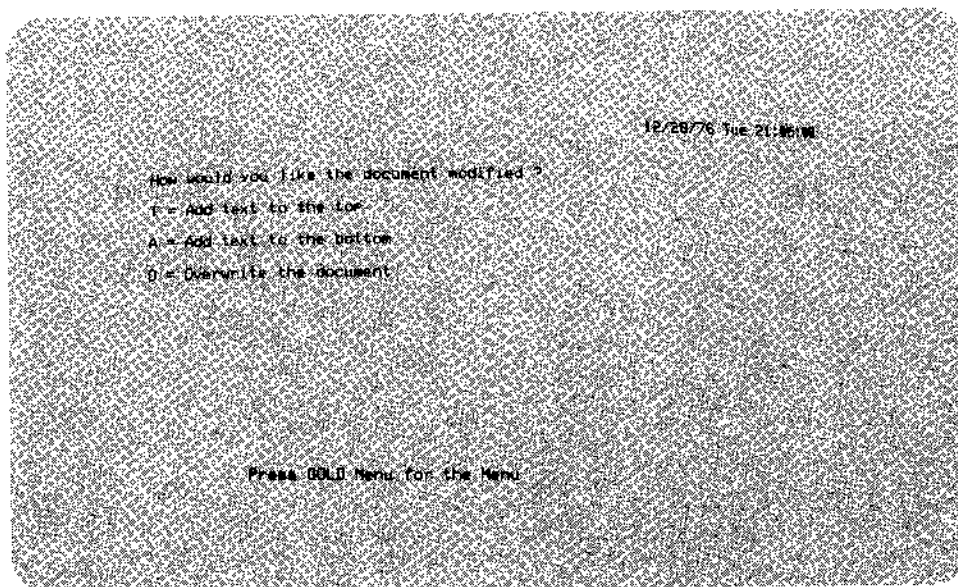 12/28/76 Tue
How would you like the document modified ?
T = Add text to the top
A = Add text to the bottom
O = Overwrite the document
Press GOLD Menu for the Menu